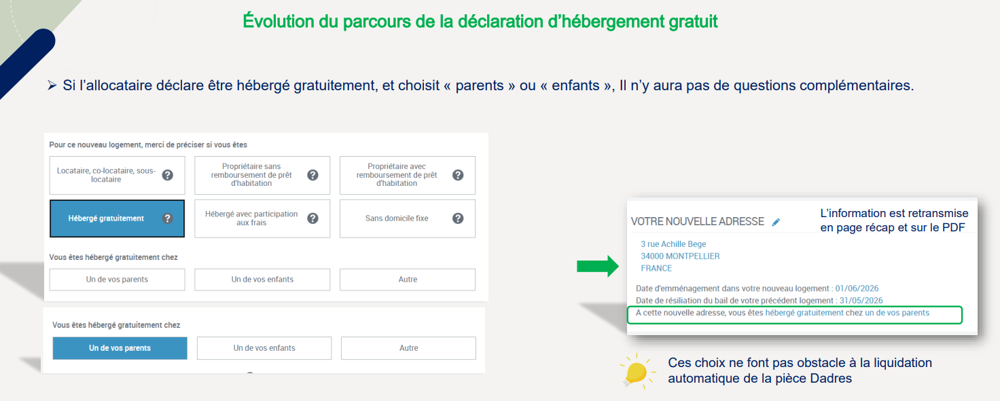 Évolution du parcours de la déclaration d'hébergement gratuit
➢ Si l'allocataire déclare être hébergé gratuitement, et choisit « parents » ou « enfants », Il n'y aura pas de questions complémentaires.
Pour ce nouveau logement, merci de préciser si vous êtes
Locataire, co-locataire, sous-
locataire
?
Propriétaire sans
remboursement de prêt
d'habitation
?
Propriétaire avec
remboursement de prêt
d'habitation
?
Hébergé gratuitement
?
Hébergé avec participation
aux frais
?
Sans domicile fixe
?
Vous êtes hébergé gratuitement chez
Un de vos parents
Un de vos enfants
Autre
Vous êtes hébergé gratuitement chez
Un de vos parents
Un de vos enfants
Autre
VOTRE NOUVELLE ADRESSE
L'information est retransmise
en page récap et sur le PDF
3 rue Achille Bege
34000 MONTPELLIER
FRANCE
Date d'emménagement dans votre nouveau logement : 01/06/2026
Date de résiliation du bail de votre précédent logement : 31/05/2026
A cette nouvelle adresse, vous êtes hébergé gratuitement chez un de vos parents
Ces choix ne font pas obstacle à la liquidation
automatique de la pièce Dadres